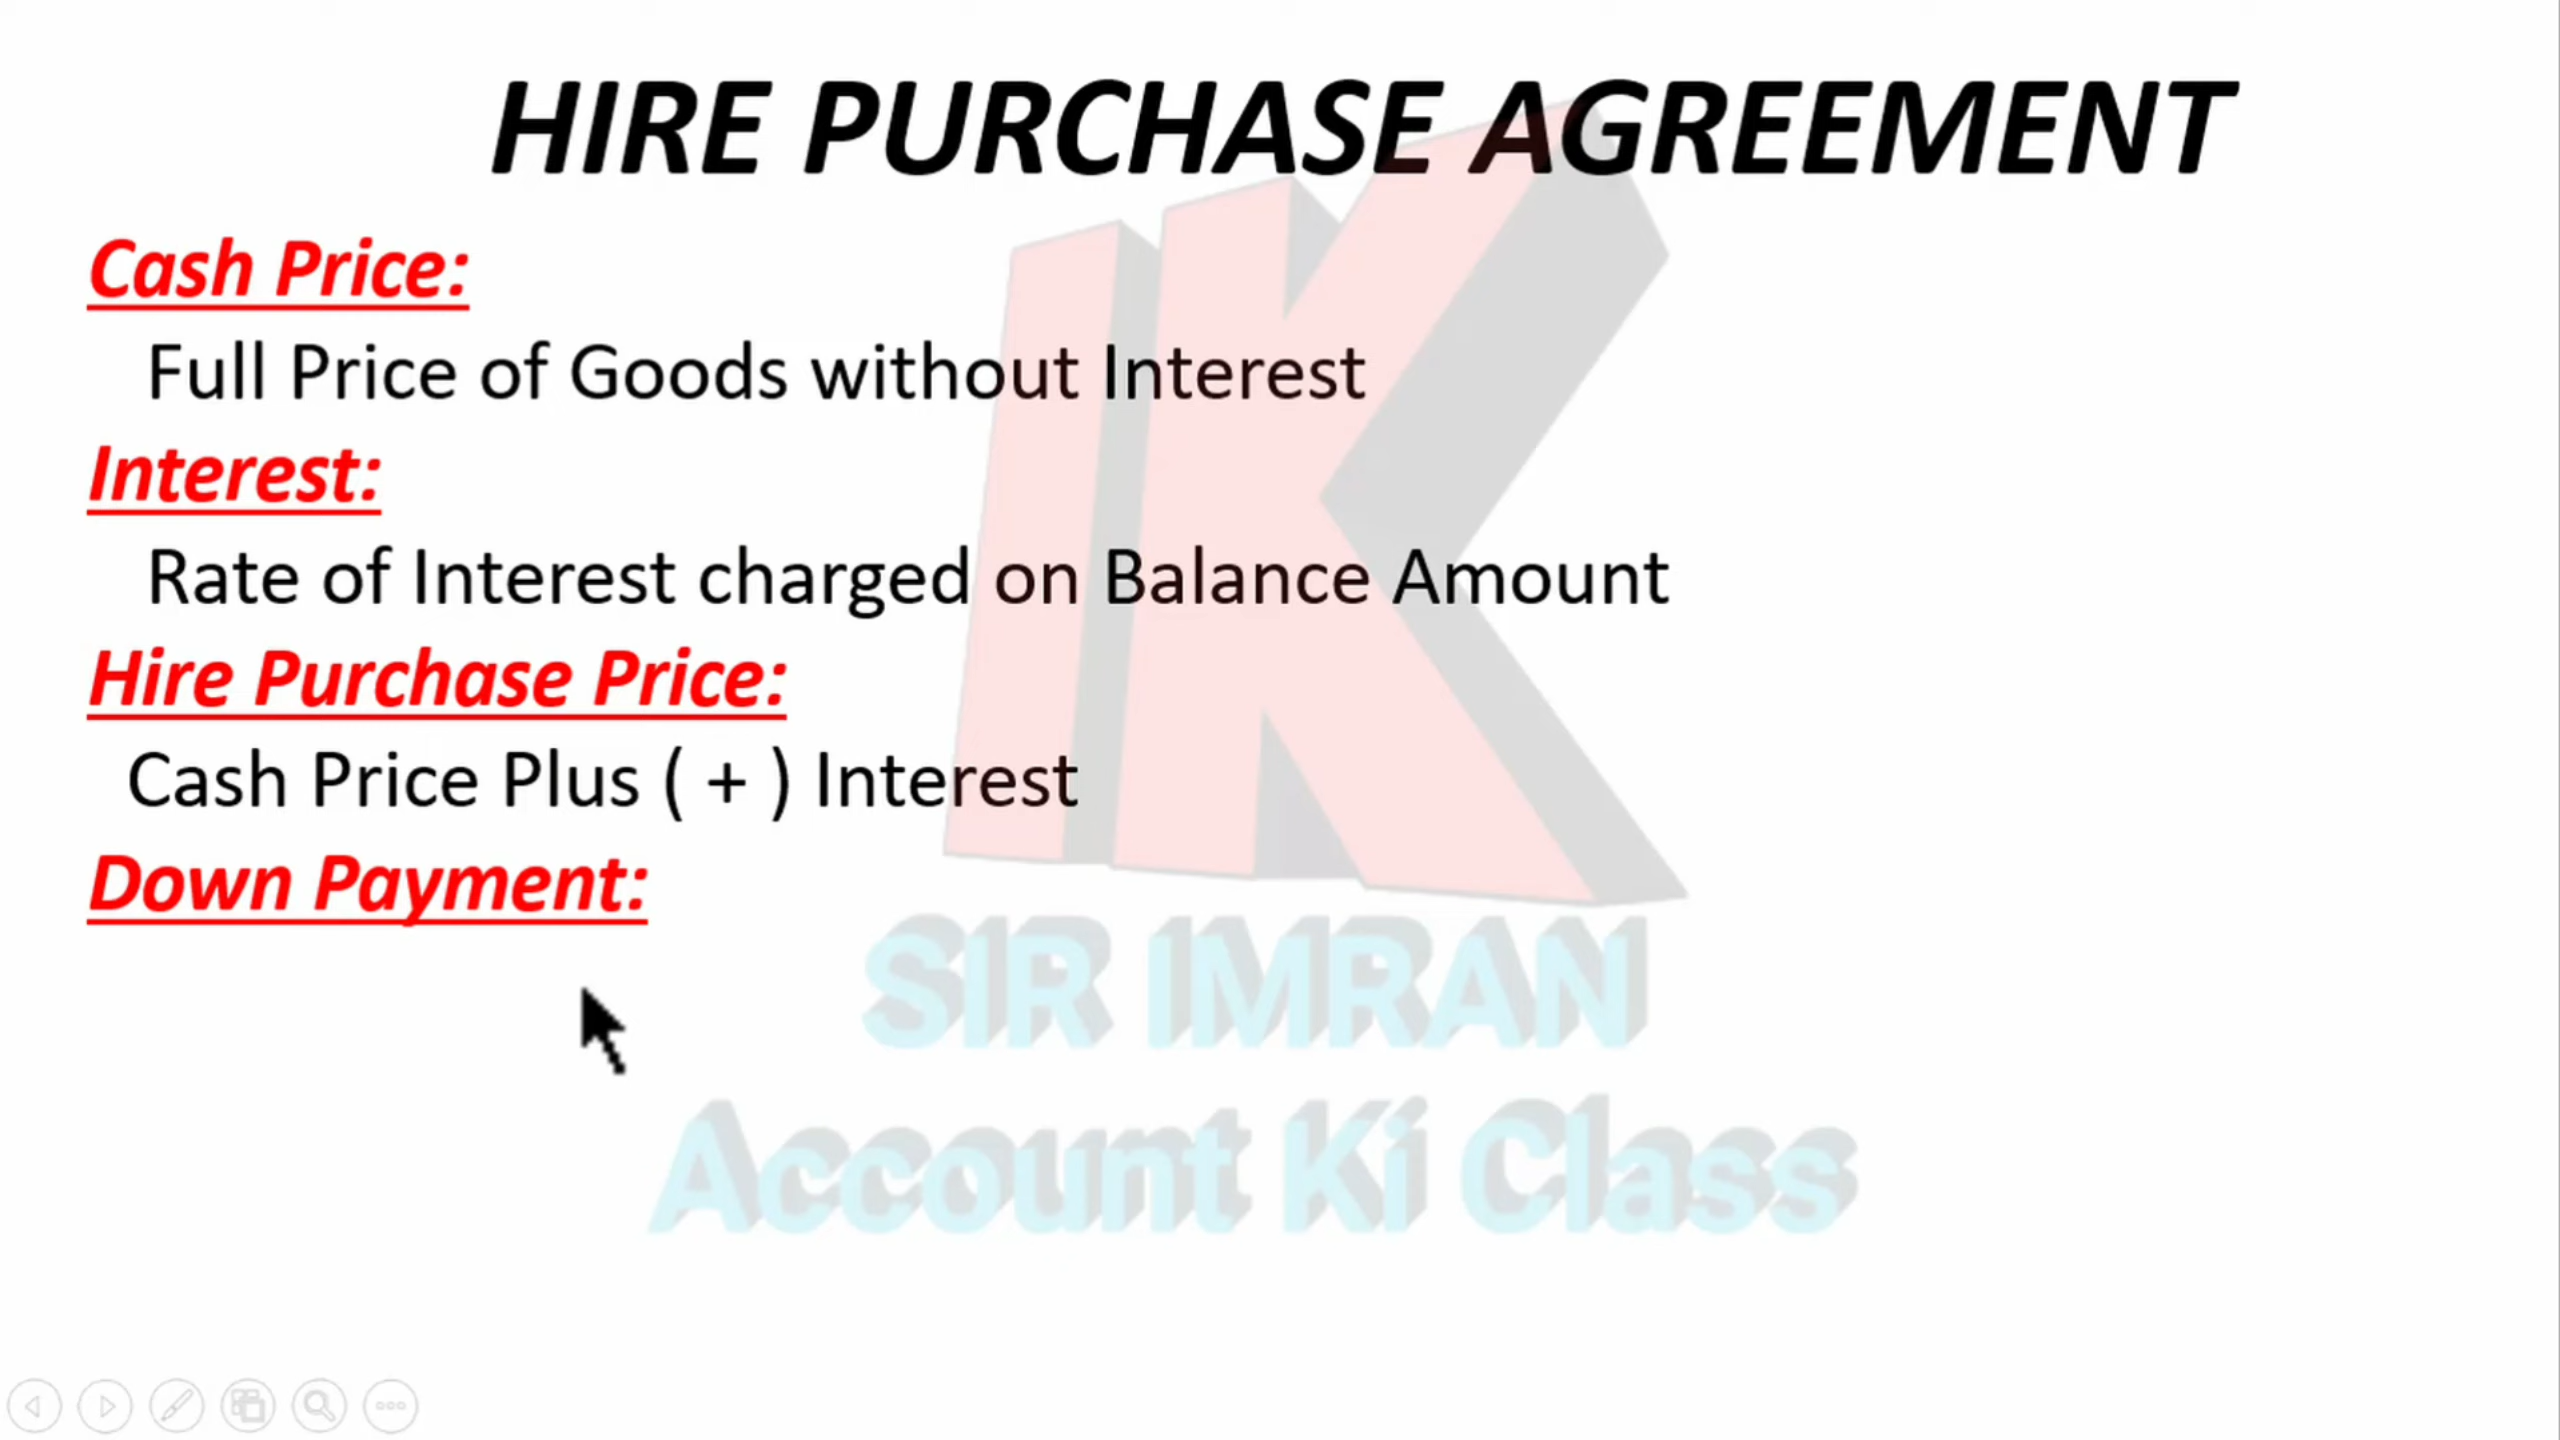 HIRE PURCHASE AGREEMENT
Cash Price:
Full Price of Goods without Interest
Interest:
Rate of Interest charged on Balance Amount
Hire Purchase Price:
Cash Price Plus ( + ) Interest
Down Payment:
IK
SIR IMRAN
Account Ki Class